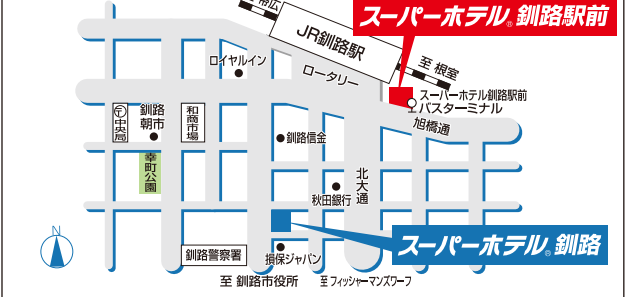 至 帯広
スーパーホテル® 釧路駅前
JR釧路駅
至 根室
ロイヤルイン
ロータリー
スーパーホテル釧路駅前
バスターミナル
旭橋通
〒中央局
釧路
朝市
和商市場
釧路信金
幸町公園
北大通
秋田銀行
スーパーホテル® 釧路
釧路警察署
損保ジャパン
至 釧路市役所
至 フィッシャーマンズワーフ
N